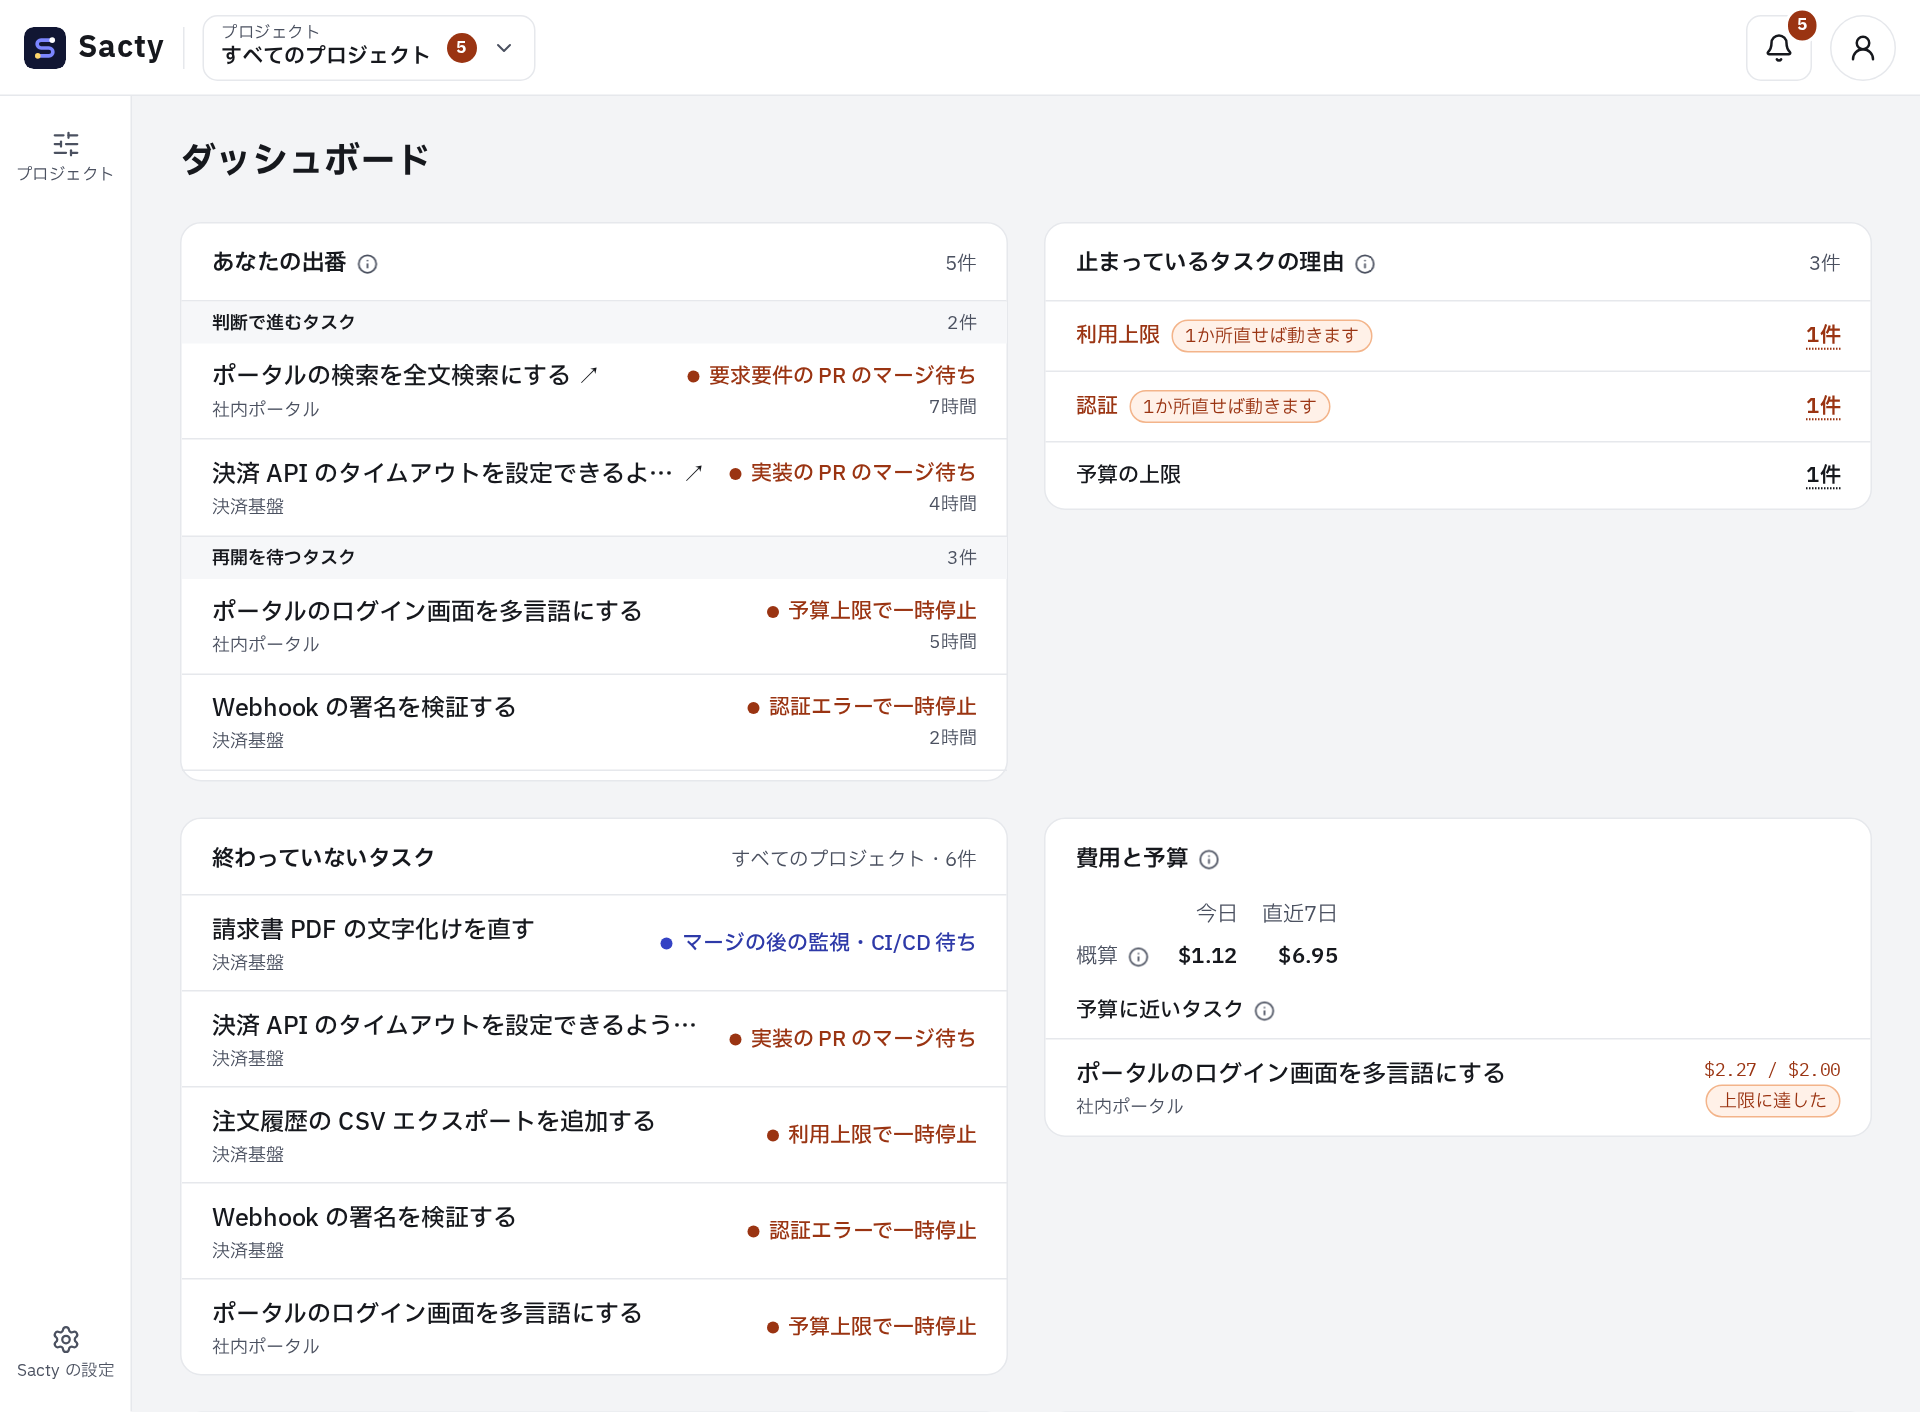 Sacty
プロジェクト
すべてのプロジェクト 5
5
プロジェクト
Sacty の設定
ダッシュボード
あなたの出番 5件
判断で進むタスク 2件
ポータルの検索を全文検索にする ↗ 要求要件の PR のマージ待ち
社内ポータル 7時間
決済 API のタイムアウトを設定できるよ… ↗ 実装の PR のマージ待ち
決済基盤 4時間
再開を待つタスク 3件
ポータルのログイン画面を多言語にする 予算上限で一時停止
社内ポータル 5時間
Webhook の署名を検証する 認証エラーで一時停止
決済基盤 2時間
止まっているタスクの理由 3件
利用上限 1か所直せば動きます 1件
認証 1か所直せば動きます 1件
予算の上限 1件
終わっていないタスク すべてのプロジェクト・6件
請求書 PDF の文字化けを直す マージの後の監視・CI/CD 待ち
決済基盤
決済 API のタイムアウトを設定できるよう… 実装の PR のマージ待ち
決済基盤
注文履歴の CSV エクスポートを追加する 利用上限で一時停止
決済基盤
Webhook の署名を検証する 認証エラーで一時停止
決済基盤
ポータルのログイン画面を多言語にする 予算上限で一時停止
社内ポータル
費用と予算
今日 直近7日
概算 $1.12 $6.95
予算に近いタスク
ポータルのログイン画面を多言語にする $2.27 / $2.00
社内ポータル 上限に達した